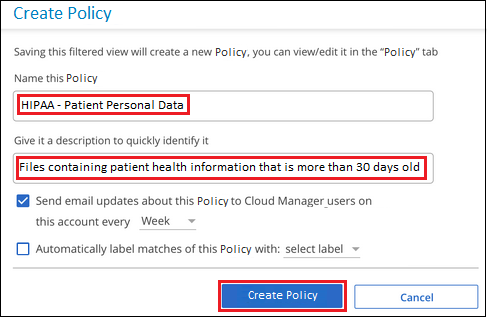 Create Policy
Saving this filtered view will create a new Policy, you can view/edit it in the “Policy” tab
Name this Policy
HIPAA - Patient Personal Data
Give it a description to quickly identify it
Files containing patient health information that is more than 30 days old
Send email updates about this Policy to Cloud Manager users on
this account every Week
Automatically label matches of this Policy with: select label
Create Policy Cancel